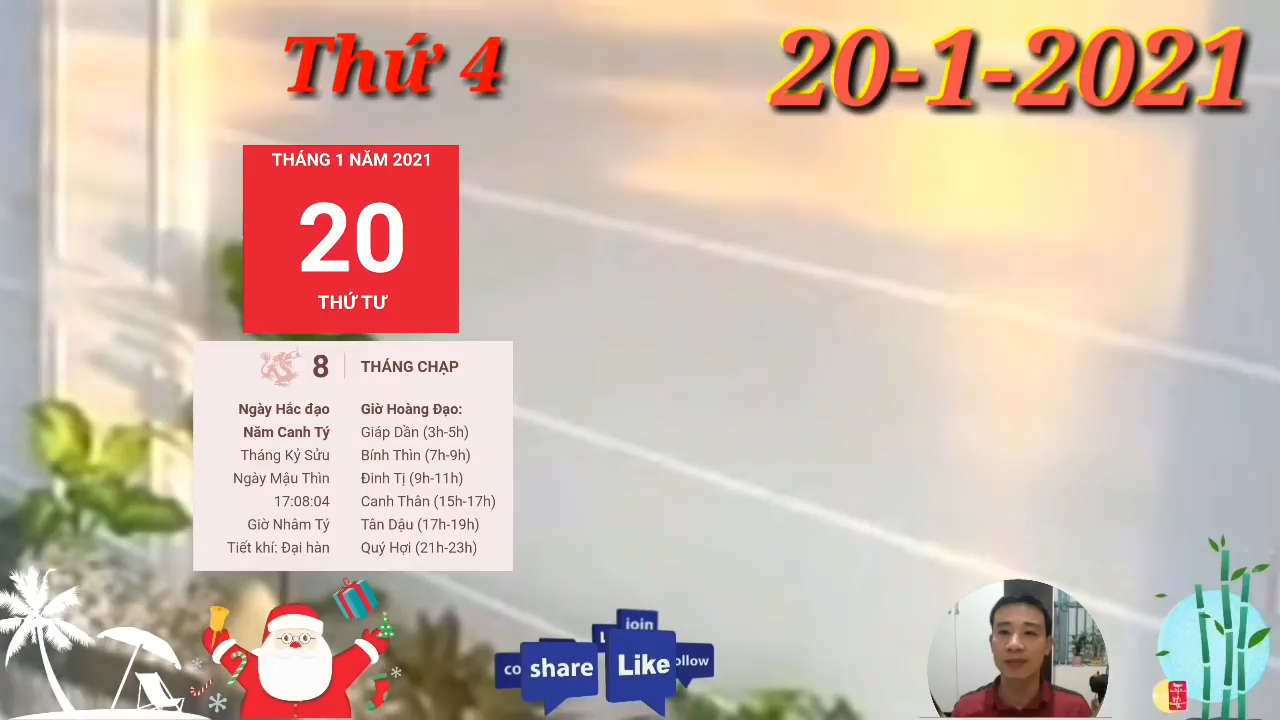 Thứ 4
20-1-2021
THÁNG 1 NĂM 2021
20
THỨ TƯ
8
THÁNG CHẠP
Ngày Hắc đạo
Năm Canh Tý
Tháng Kỷ Sửu
Ngày Mậu Thìn
17:08:04
Giờ Nhâm Tý
Tiết khí: Đại hàn
Giờ Hoàng Đạo:
Giáp Dần (3h-5h)
Bính Thìn (7h-9h)
Đinh Tị (9h-11h)
Canh Thân (15h-17h)
Tân Dậu (17h-19h)
Quý Hợi (21h-23h)
join
share
Like